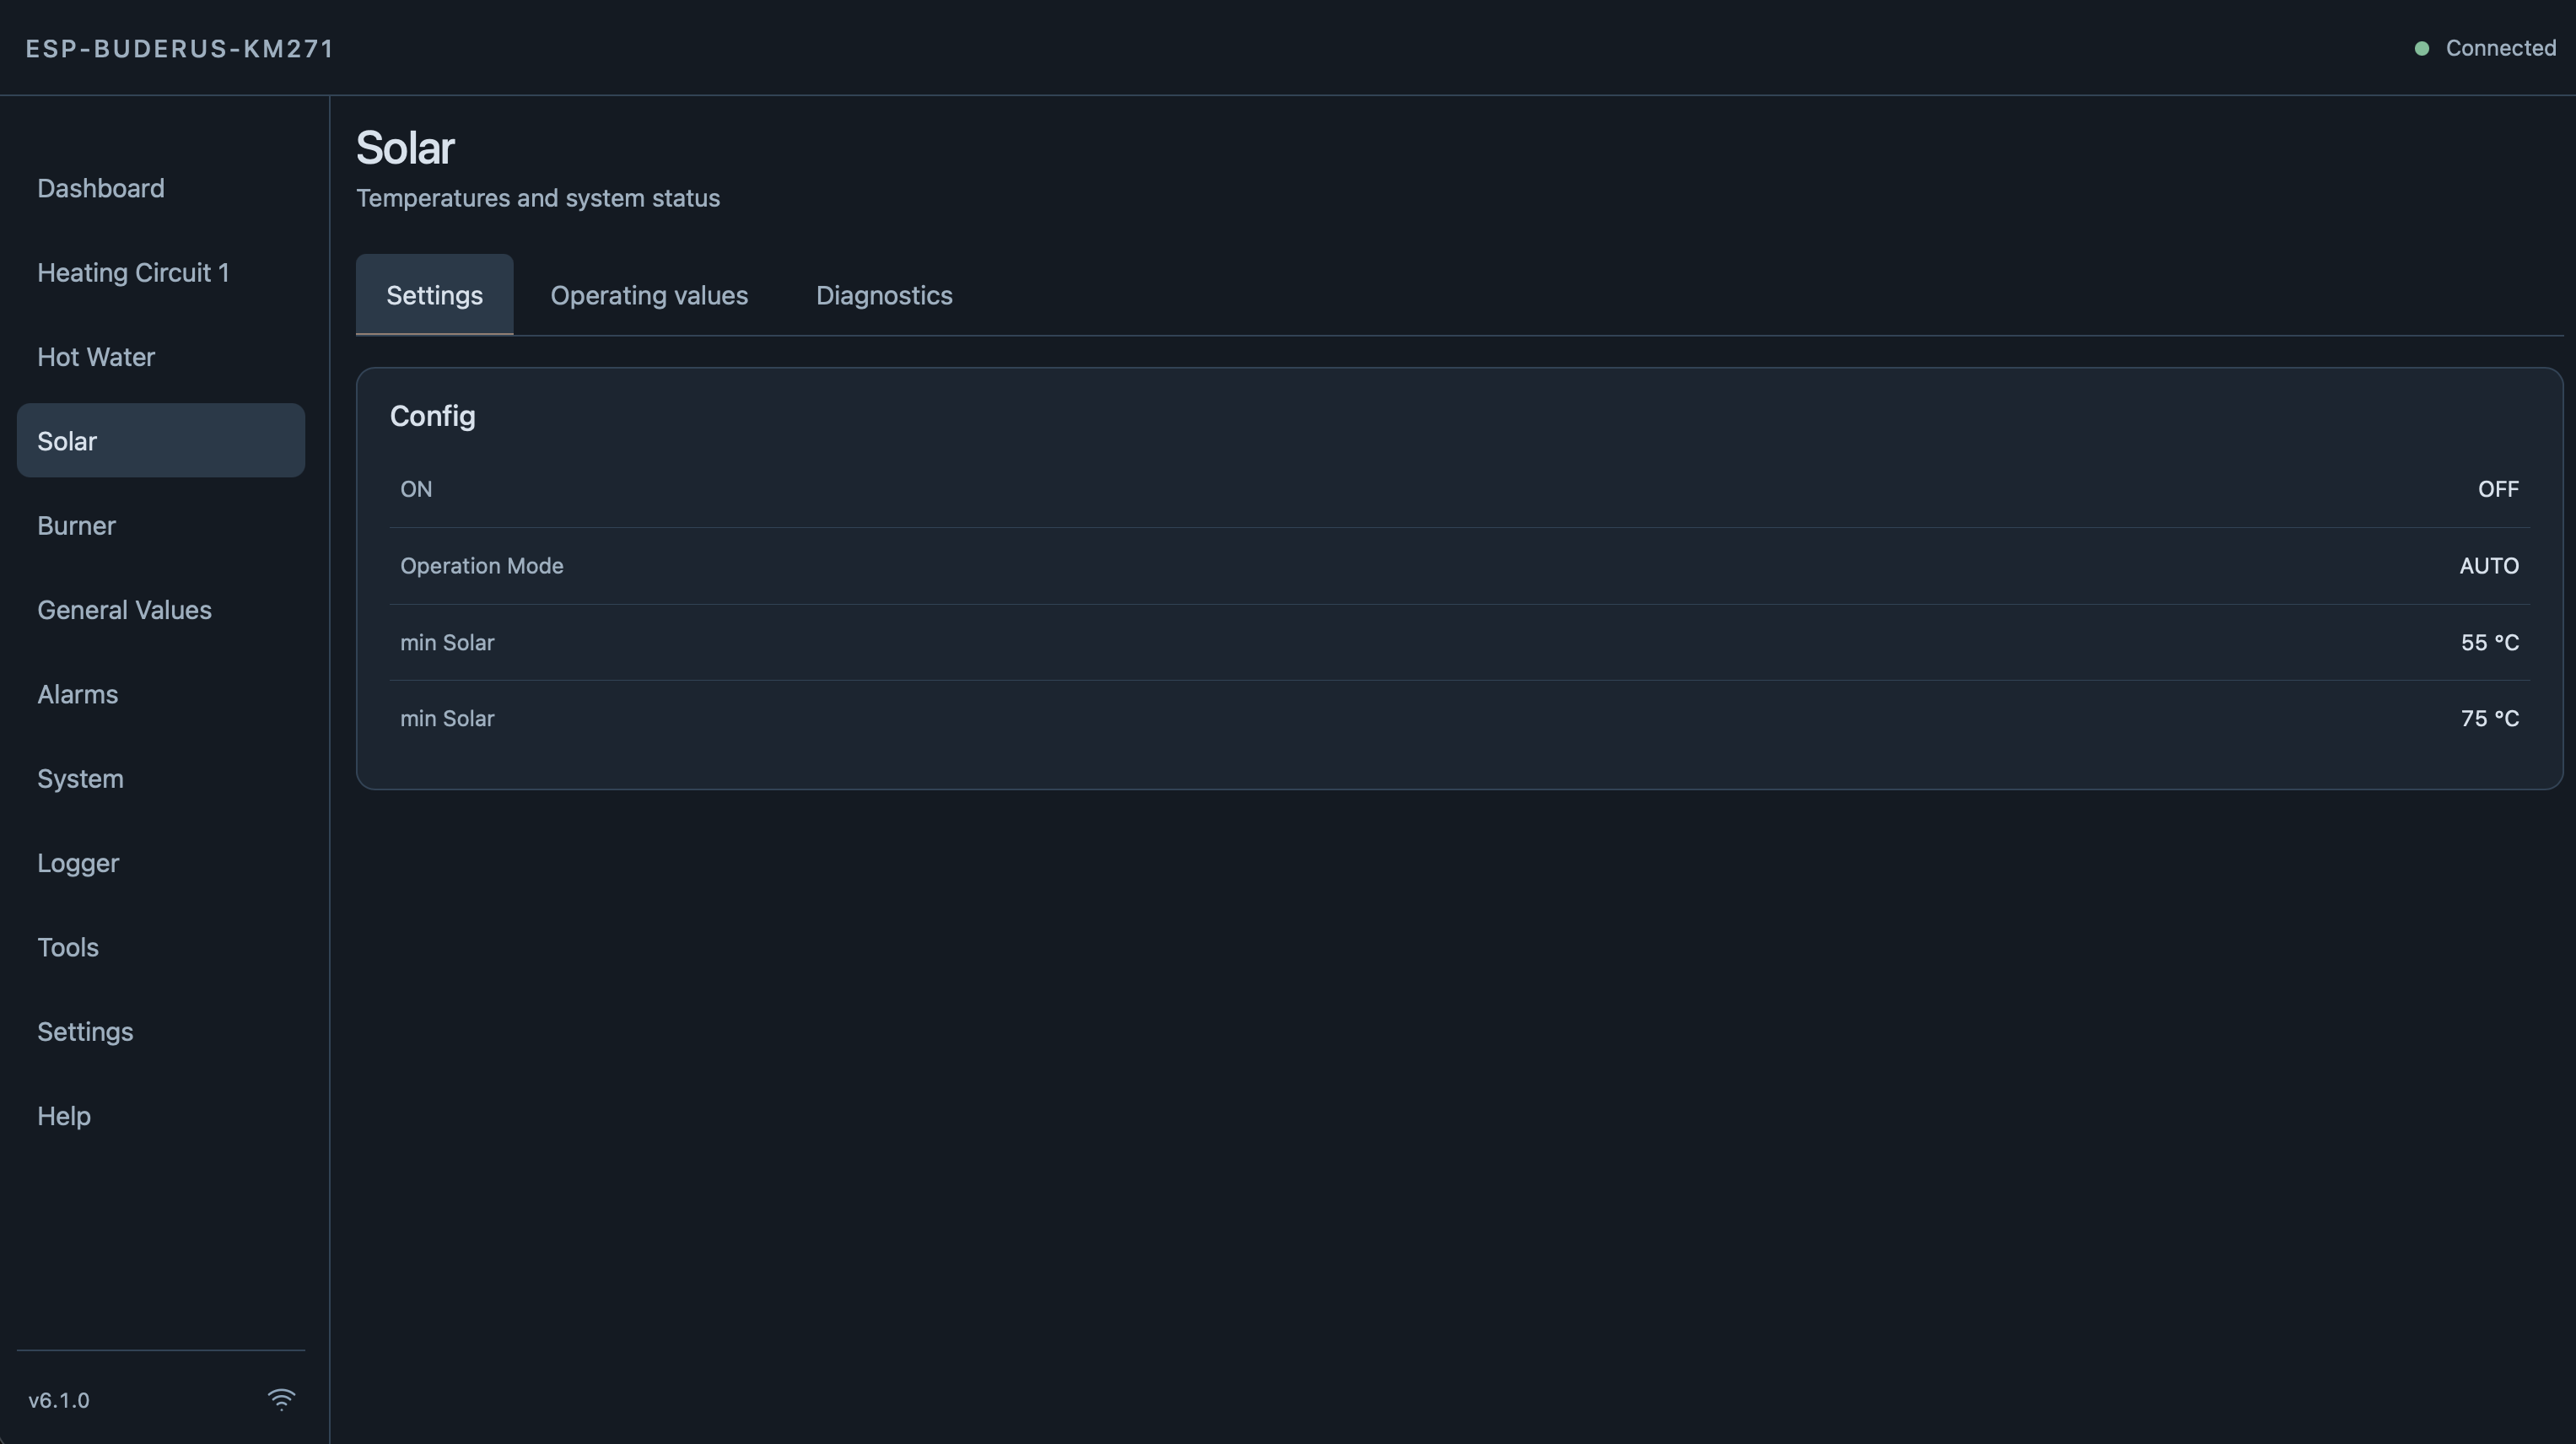 ESP-BUDERUS-KM271
Connected
Dashboard
Heating Circuit 1
Hot Water
Solar
Burner
General Values
Alarms
System
Logger
Tools
Settings
Help
v6.1.0
Solar
Temperatures and system status
Settings Operating values Diagnostics
Config
ON OFF
Operation Mode AUTO
min Solar 55 °C
min Solar 75 °C